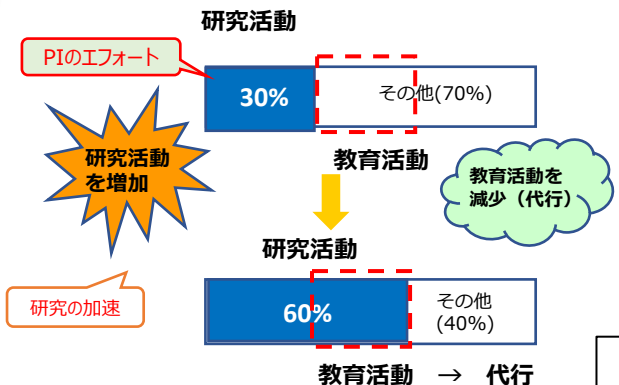 研究活動
PIのエフォート
30%
その他(70%)
研究活動
を増加
教育活動
教育活動を
減少（代行）
研究活動
研究の加速
60%
その他
(40%)
教育活動 → 代行